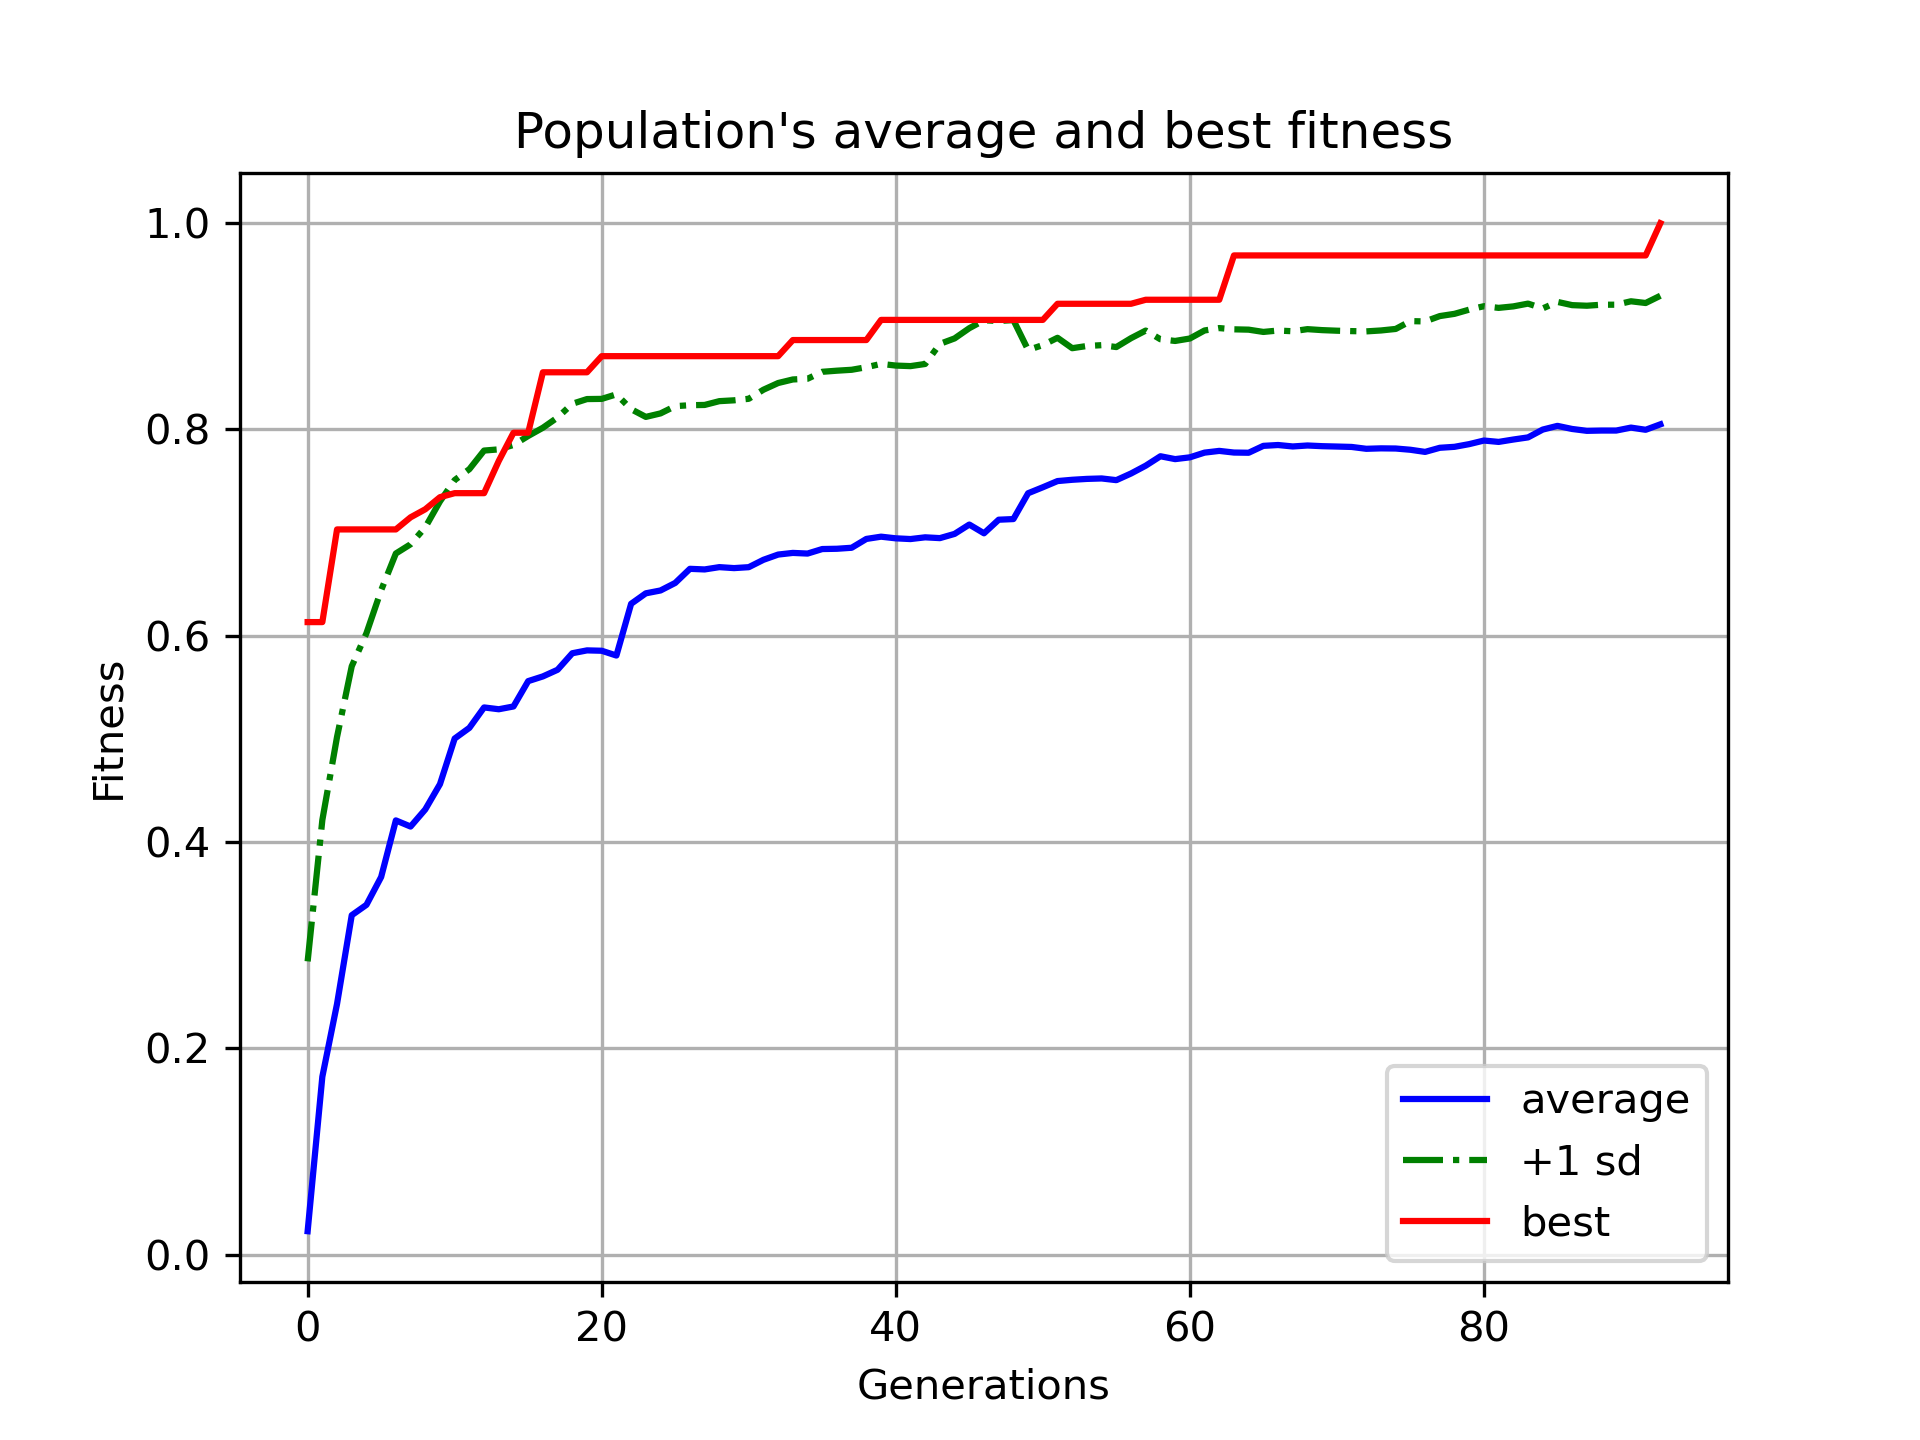 Population's average and best fitness
1.0
0.8
0.6
0.4
0.2
0.0
Fitness
0 20 40 60 80
Generations
average
+1 sd
best